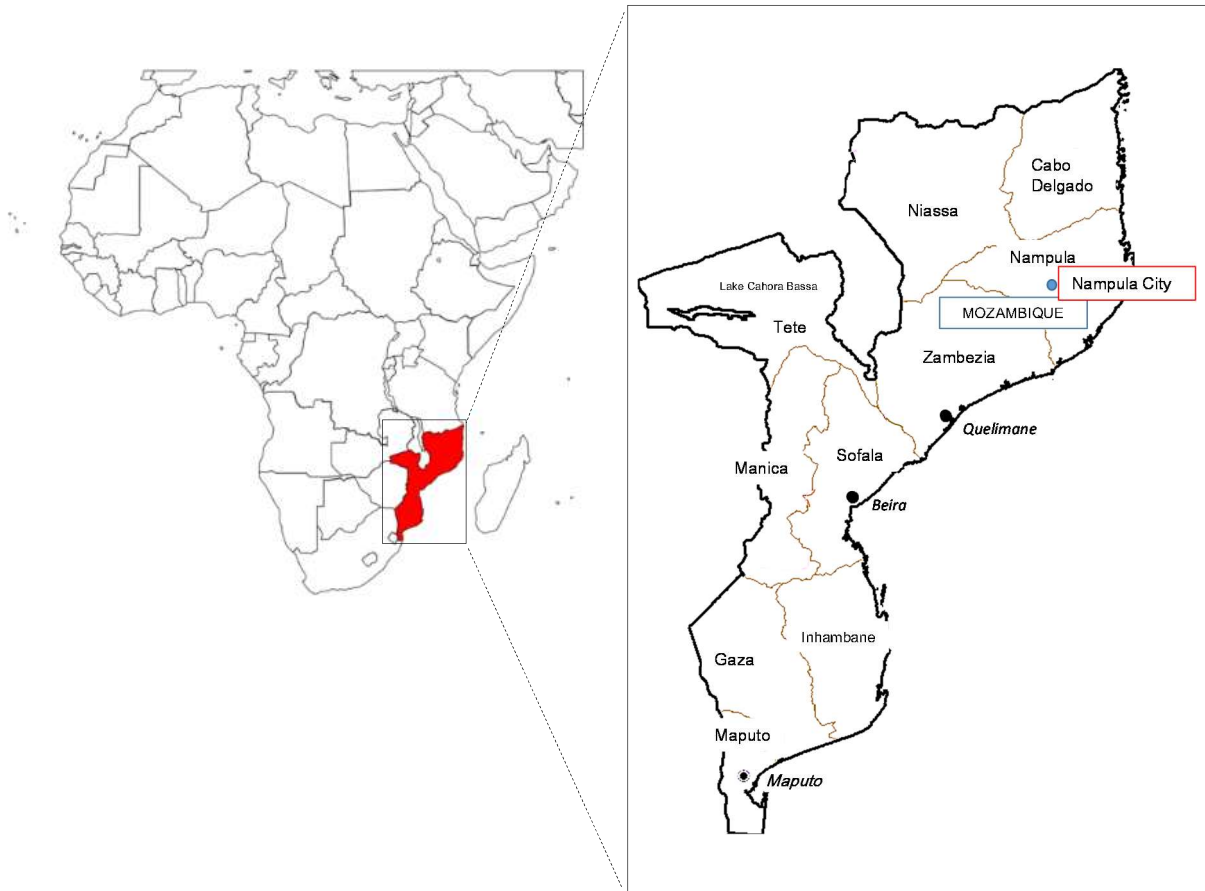 Cabo
Delgado
Niassa
Nampula
Nampula City
Lake Cahora Bassa
MOZAMBIQUE
Tete
Zambezia
Quelimane
Sofala
Manica
Beira
Inhambane
Gaza
Maputo
Maputo